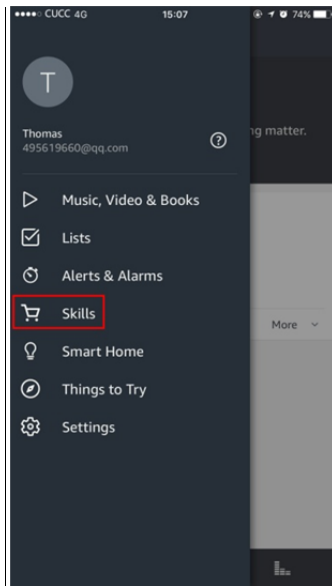 CUCC 4G 15:07 74%
T
Thomas
495619660@qq.com
ng matter.
Music, Video & Books
Lists
Alerts & Alarms
Skills
More
Smart Home
Things to Try
Settings